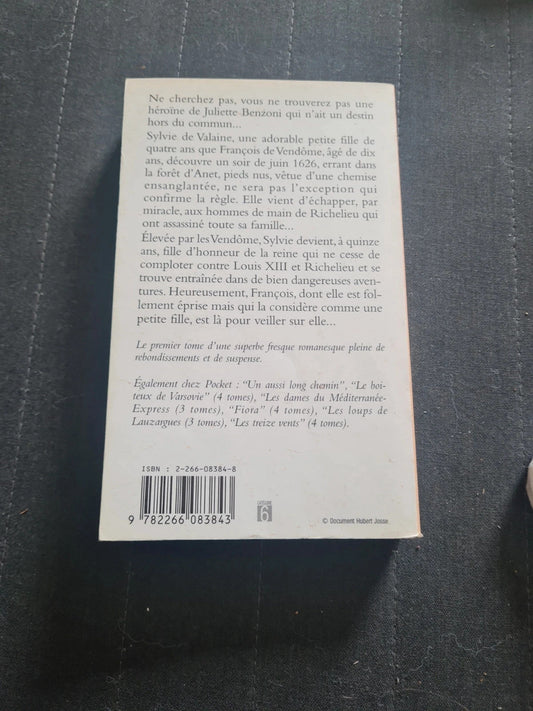 Ne cherchez pas, vous ne trouverez pas une
héroïne de Juliette Benzoni qui n'ait un destin
hors du commun...
Sylvie de Valaine, une adorable petite fille de
quatre ans que François de Vendôme, âgé de dix
ans, découvre un soir de juin 1626, errant dans
la forêt d'Anet, pieds nus, vêtue d'une chemise
ensanglantée, ne sera pas l'exception qui
confirme la règle. Elle vient d'échapper, par
miracle, aux hommes de main de Richelieu qui
ont assassiné toute sa famille...
Élevée par les Vendôme, Sylvie devient, à quinze
ans, fille d'honneur de la reine qui ne cesse de
comploter contre Louis XIII et Richelieu et se
trouve entraînée dans de bien dangereuses aven-
tures. Heureusement, François, dont elle est fol-
lement éprise mais qui la considère comme une
petite fille, est là pour veiller sur elle...
Le premier tome d'une superbe fresque romanesque pleine de
rebondissements et de suspense.
Également chez Pocket : "Un aussi long chemin", "Le boi-
teux de Varsovie" (4 tomes), "Les dames du Méditerranée-
Express (3 tomes), "Fiora" (4 tomes), "Les loups de
Lauzargues (3 tomes), "Les treize vents" (4 tomes).
ISBN : 2-266-08384-8
9 782266 083843
CATÉGORIE
6
© Document Hubert Josse